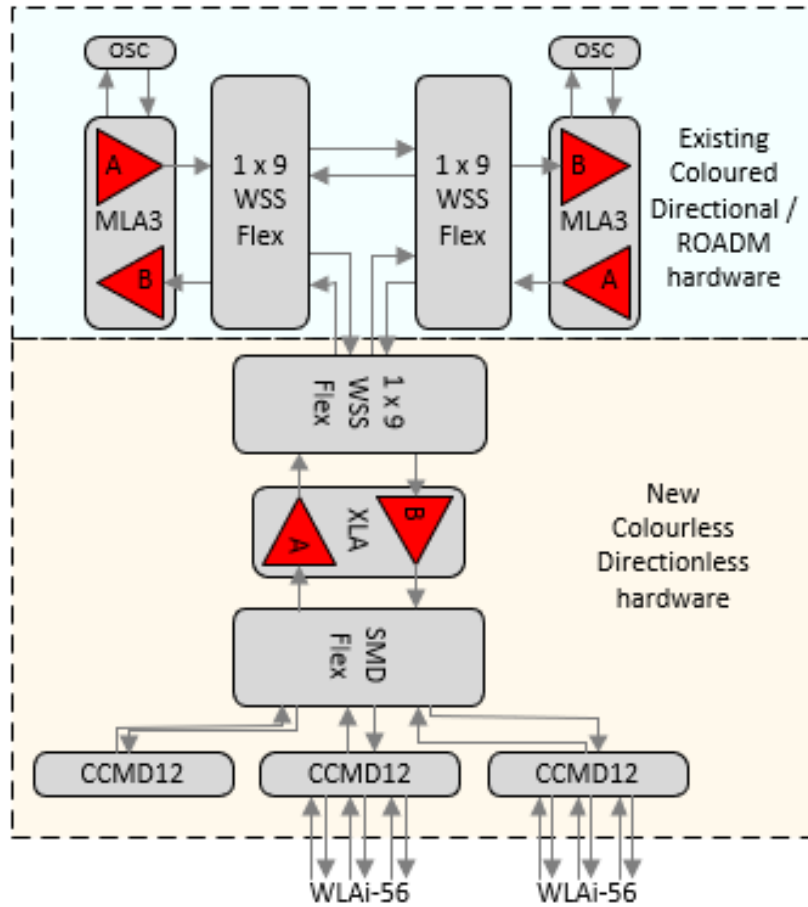 OSC
OSC
A
MLA3
B
1 x 9
WSS
Flex
1 x 9
WSS
Flex
B
MLA3
A
Existing
Coloured
Directional /
ROADM
hardware
1 x 9
WSS
Flex
A
XLA
B
New
Colourless
Directionless
hardware
SMD
Flex
CCMD12
CCMD12
CCMD12
WLAi-56
WLAi-56